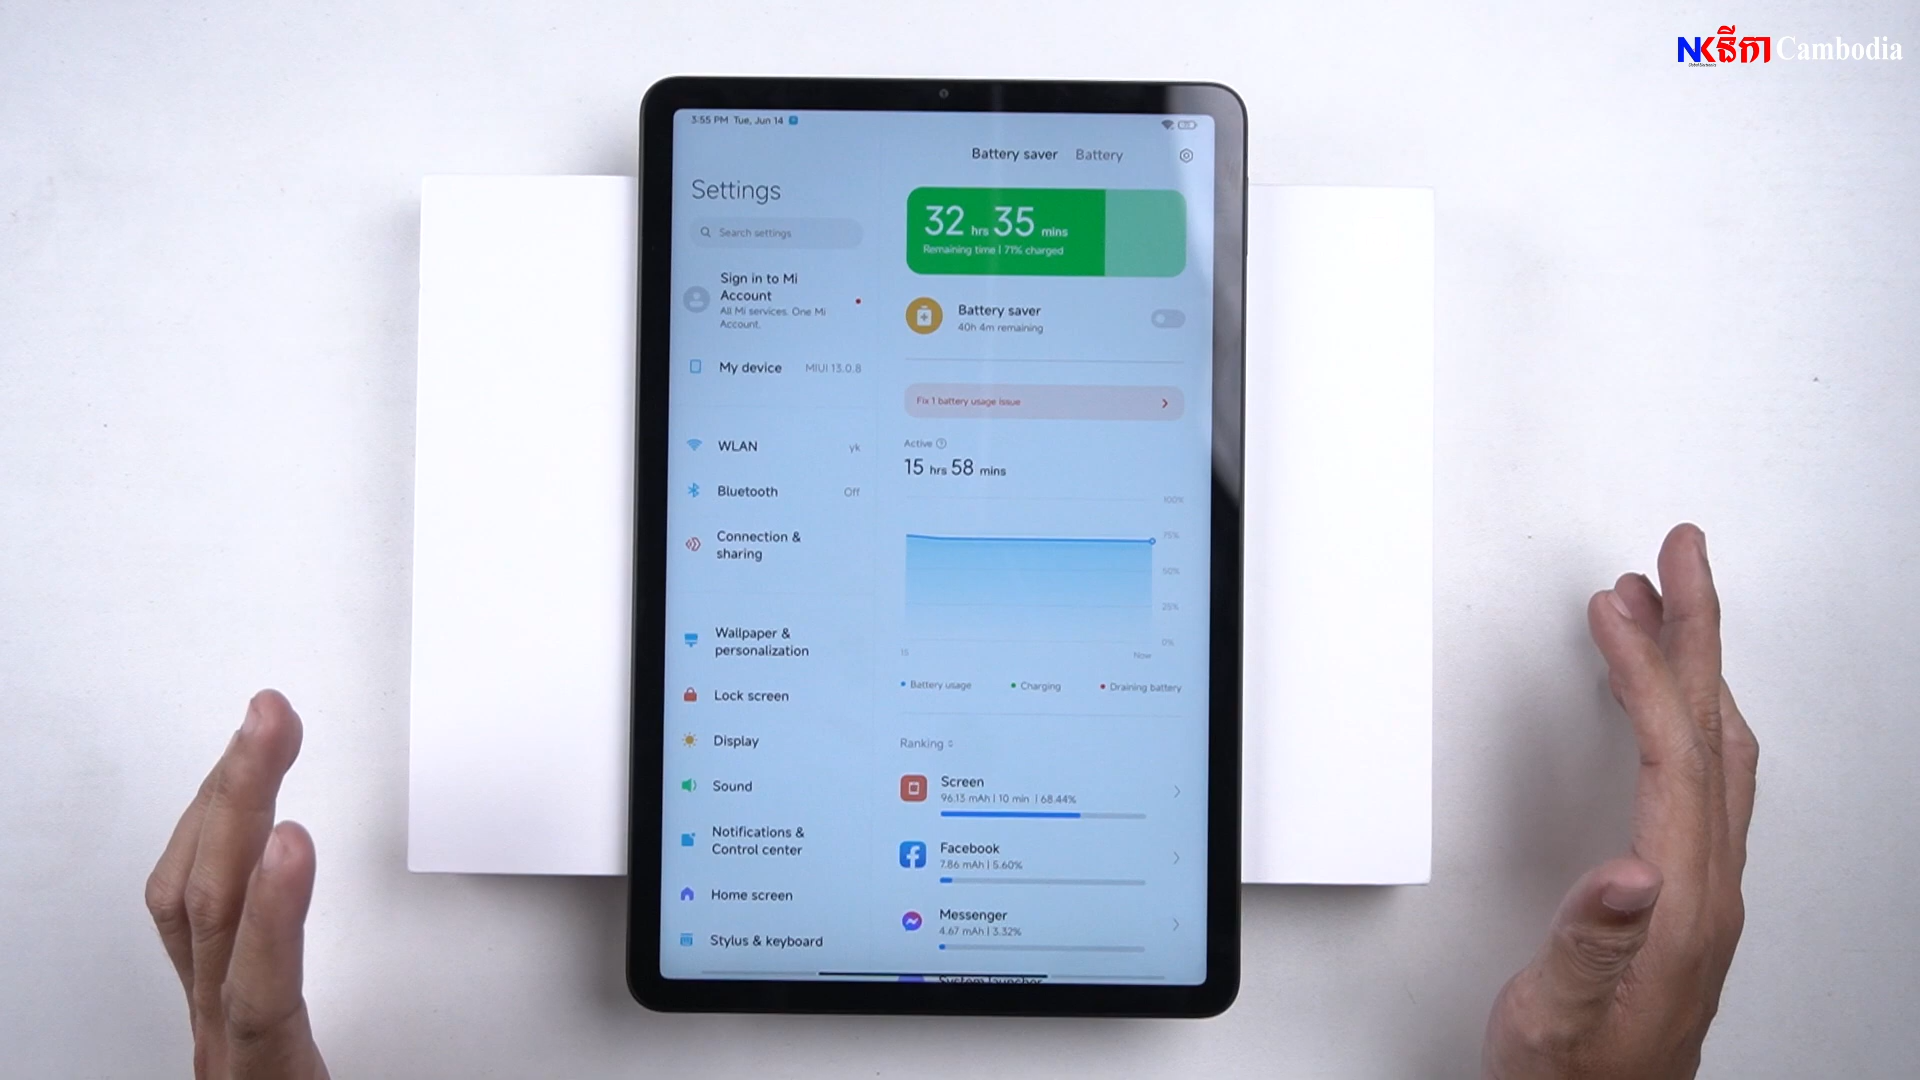 NKនីកា Cambodia
3:55 PM Tue, Jun 14
Battery saver Battery
Settings
Search settings
Sign in to Mi
Account
All Mi services. One Mi
Account.
My device MIUI 13.0.8
WLAN yk
Bluetooth Off
Connection &
sharing
Wallpaper &
personalization
Lock screen
Display
Sound
Notifications &
Control center
Home screen
Stylus & keyboard
32 hrs 35 mins
Remaining time | 71% charged
Battery saver
40h 4m remaining
Fix 1 battery usage issue
Active
15 hrs 58 mins
100%
75%
50%
25%
0%
15 Now
Battery usage Charging Draining battery
Ranking
Screen
96.13 mAh | 10 min | 68.44%
Facebook
7.86 mAh | 5.60%
Messenger
4.67 mAh | 3.32%
System launcher